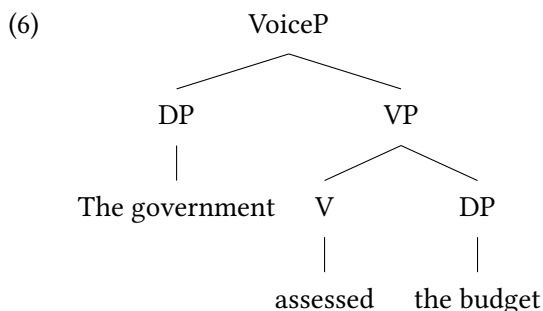 (6) VoiceP
DP VP
The government V DP
assessed the budget